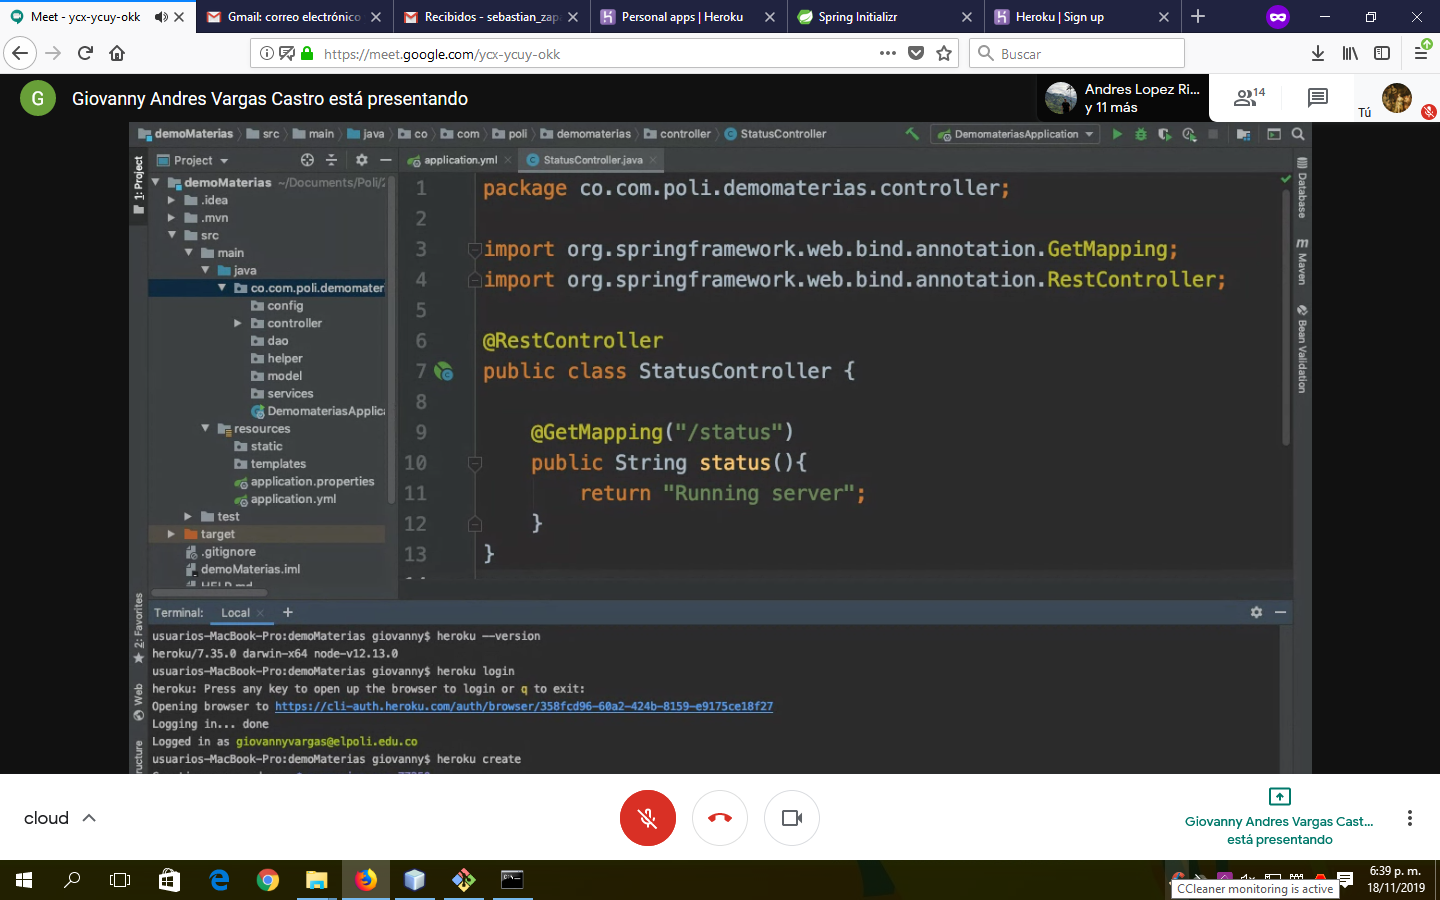 Meet - ycx-ycuy-okk
Gmail: correo electrónico
Recibidos - sebastian_zap
Personal apps | Heroku
Spring Initializr
Heroku | Sign up
https://meet.google.com/ycx-ycuy-okk
Buscar
G
Giovanny Andres Vargas Castro está presentando
Andres Lopez Ri...
y 11 más
14
Tú
demoMaterias
src
main
java
co
com
poli
demomaterias
controller
StatusController
DemomateriasApplication
1: Project
Project
application.yml
StatusController.java
demoMaterias ~/Documents/Poli/
.idea
.mvn
src
main
java
co.com.poli.demomater
config
controller
dao
helper
model
services
DemomateriasApplica
resources
static
templates
application.properties
application.yml
test
target
.gitignore
demoMaterias.iml
HELP.md
1 package co.com.poli.demomaterias.controller;
2
3 import org.springframework.web.bind.annotation.GetMapping;
4 import org.springframework.web.bind.annotation.RestController;
5
6 @RestController
7 public class StatusController {
8
9 @GetMapping("/status")
10 public String status(){
11 return "Running server";
12 }
13 }
14
Database
Maven
Bean Validation
2: Favorites
Web
Terminal:
Local
usuarios-MacBook-Pro:demoMaterias giovanny$ heroku --version
heroku/7.35.0 darwin-x64 node-v12.13.0
usuarios-MacBook-Pro:demoMaterias giovanny$ heroku login
heroku: Press any key to open up the browser to login or q to exit:
Opening browser to https://cli-auth.heroku.com/auth/browser/358fcd96-60a2-424b-8159-e9175ce18f27
Logging in... done
Logged in as giovannyvargas@elpoli.edu.co
usuarios-MacBook-Pro:demoMaterias giovanny$ heroku create
cloud
Giovanny Andres Vargas Cast...
está presentando
6:39 p. m.
18/11/2019
CCleaner monitoring is active